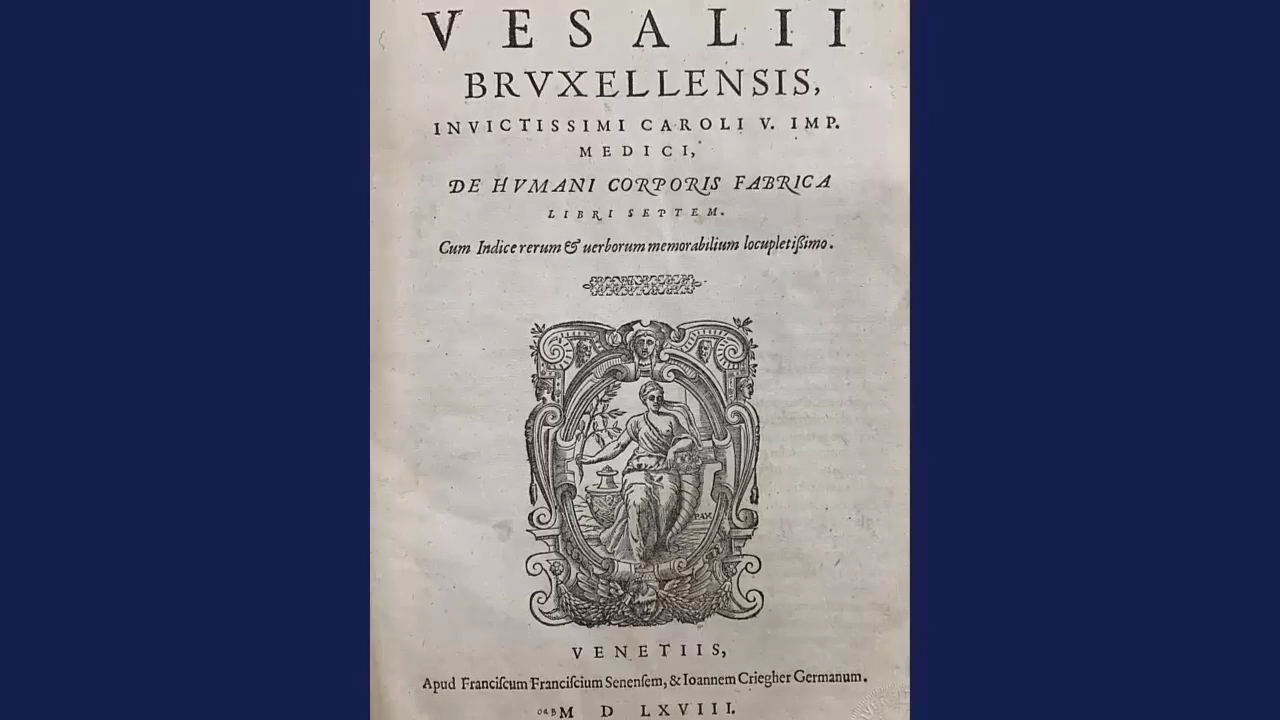 VESALII
BRVXELLENSIS,
INVICTISSIMI CAROLI V. IMP.
MEDICI,
DE HVMANI CORPORIS FABRICA
LIBRI SEPTEM.
Cum Indice rerum & uerborum memorabilium locupletißimo.
PAX
VENETIIS,
Apud Franciſcum Franciſcium Senenſem, & Ioannem Criegher Germanum.
M D LXVIII.